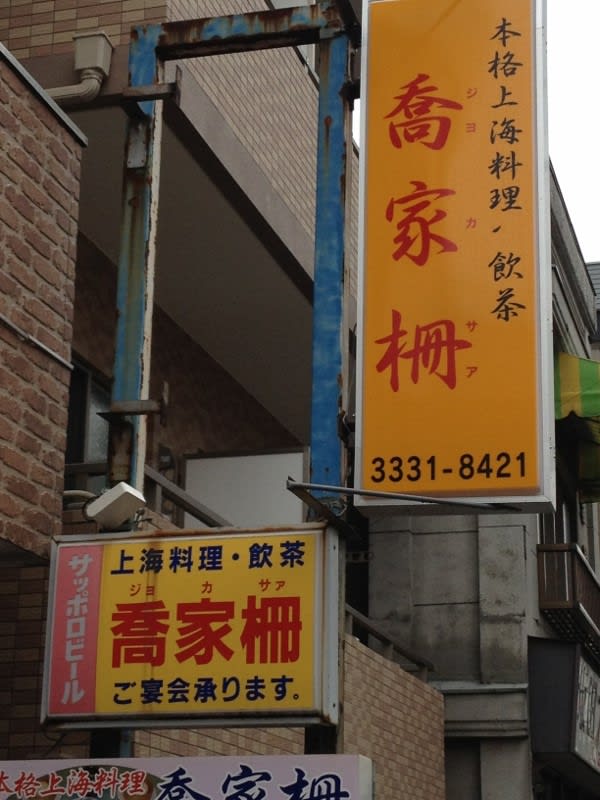 本格上海料理・飲茶
喬家柵
ジヨカサア
3331-8421
サッポロビール
上海料理・飲茶
ジョカサァ
喬家柵
ご宴会承ります。
本格上海料理
喬家柵